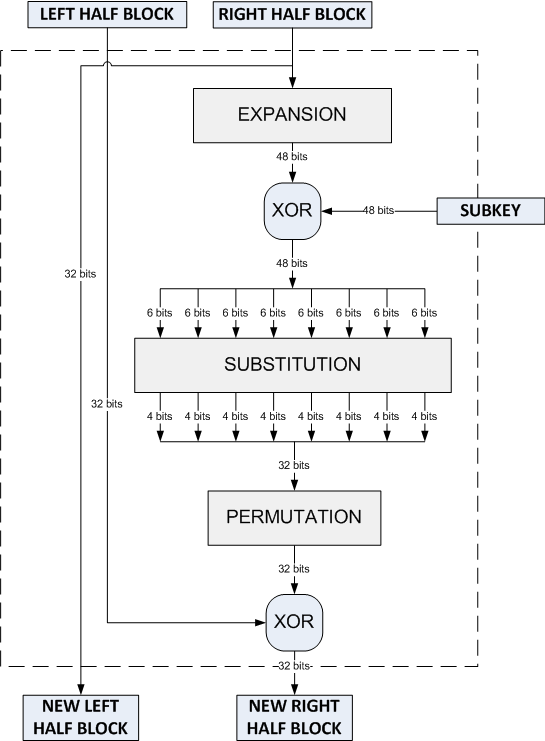 LEFT HALF BLOCK
RIGHT HALF BLOCK
EXPANSION
48 bits
XOR
48 bits
SUBKEY
48 bits
32 bits
6 bits 6 bits 6 bits 6 bits 6 bits 6 bits 6 bits 6 bits
SUBSTITUTION
32 bits
4 bits 4 bits 4 bits 4 bits 4 bits 4 bits 4 bits 4 bits
32 bits
PERMUTATION
32 bits
XOR
32 bits
NEW LEFT
HALF BLOCK
NEW RIGHT
HALF BLOCK